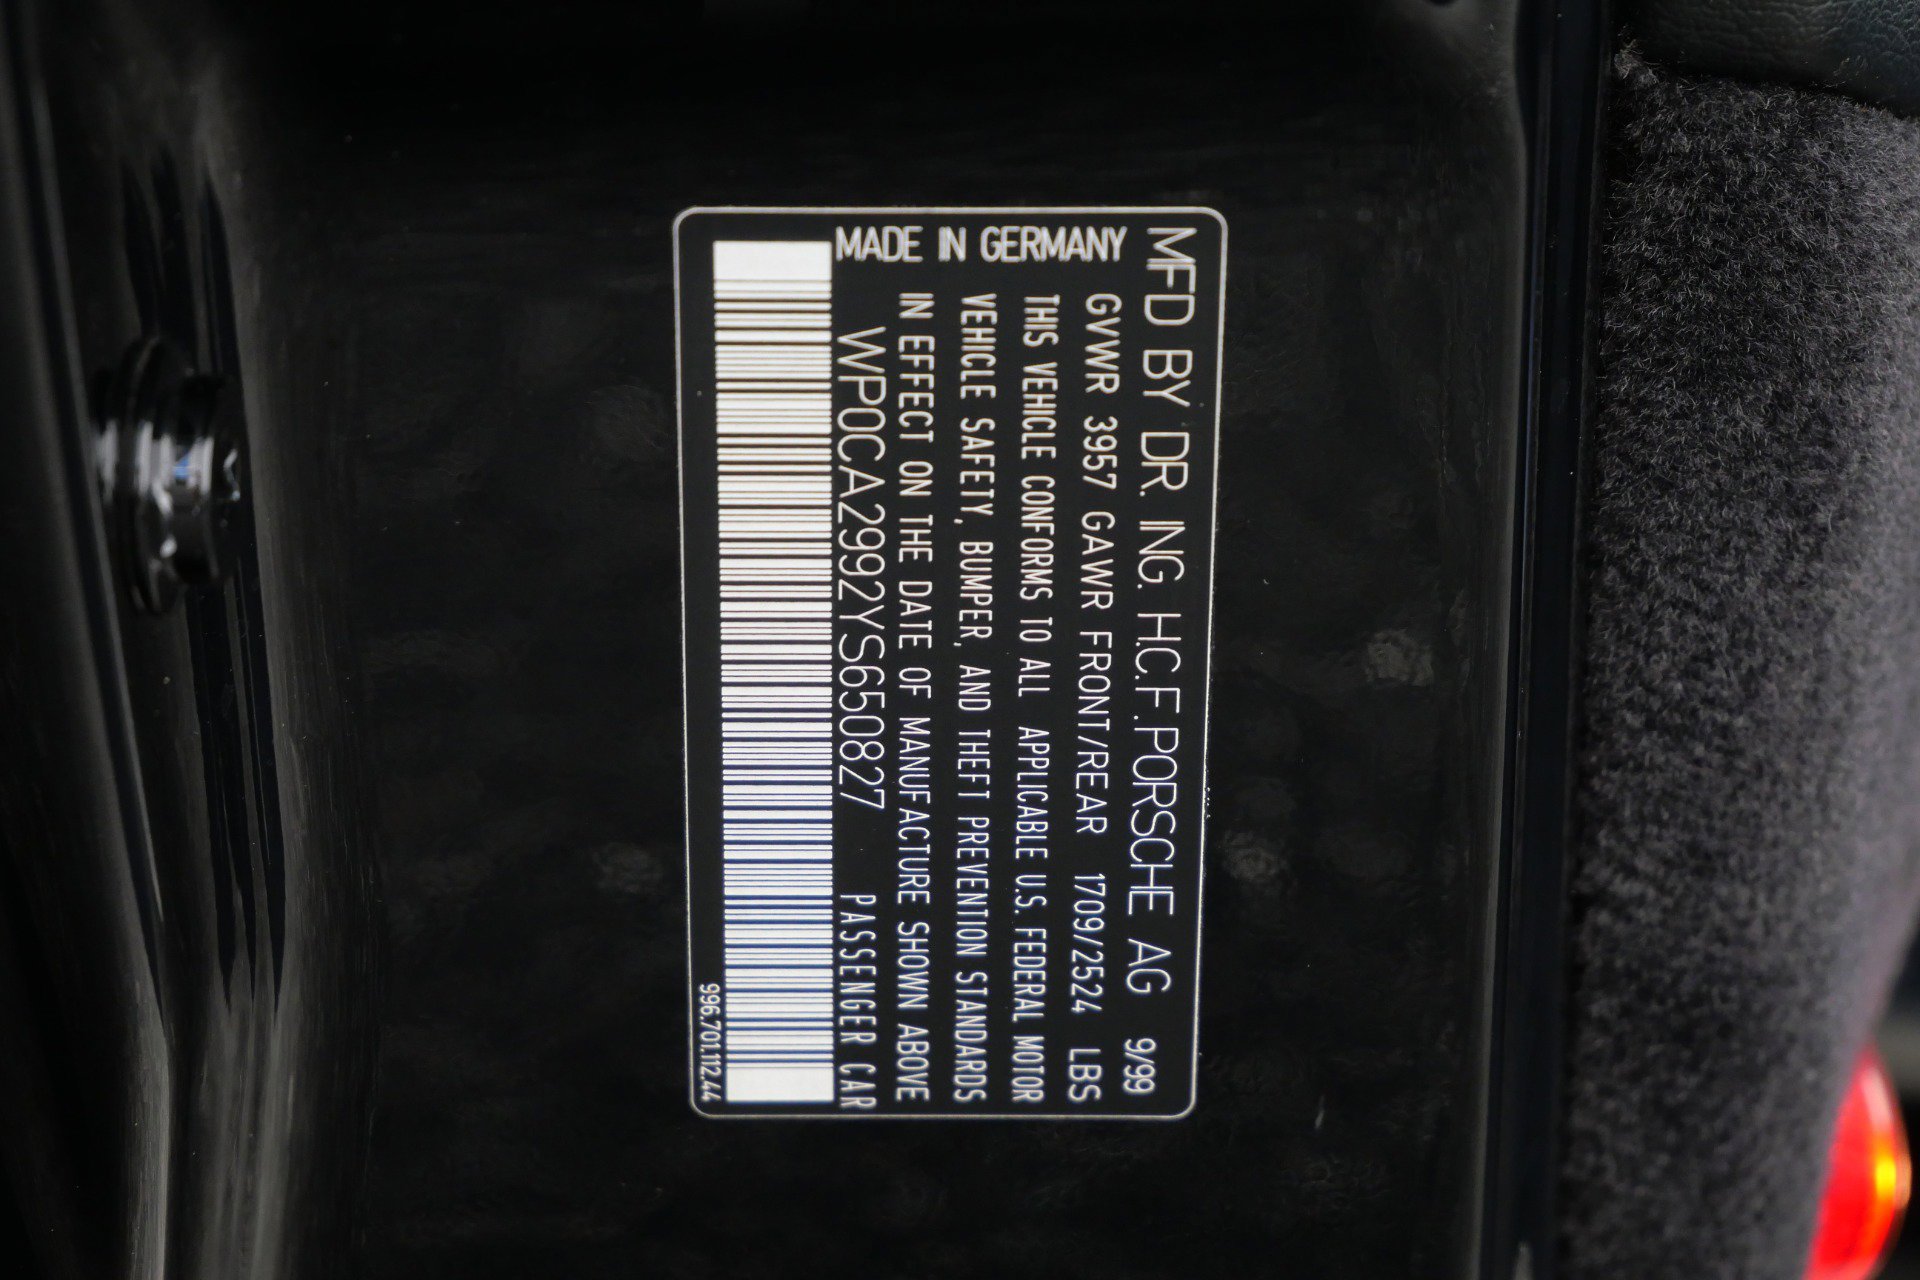 MFD BY DR. ING. H.C.F. PORSCHE AG 9/99
GVWR 3957 GAWR FRONT/REAR 1709/2524 LBS
THIS VEHICLE CONFORMS TO ALL APPLICABLE U.S. FEDERAL MOTOR
VEHICLE SAFETY, BUMPER, AND THEFT PREVENTION STANDARDS
IN EFFECT ON THE DATE OF MANUFACTURE SHOWN ABOVE
WP0CA2992YS650827 PASSENGER CAR
MADE IN GERMANY
996.701.112.44